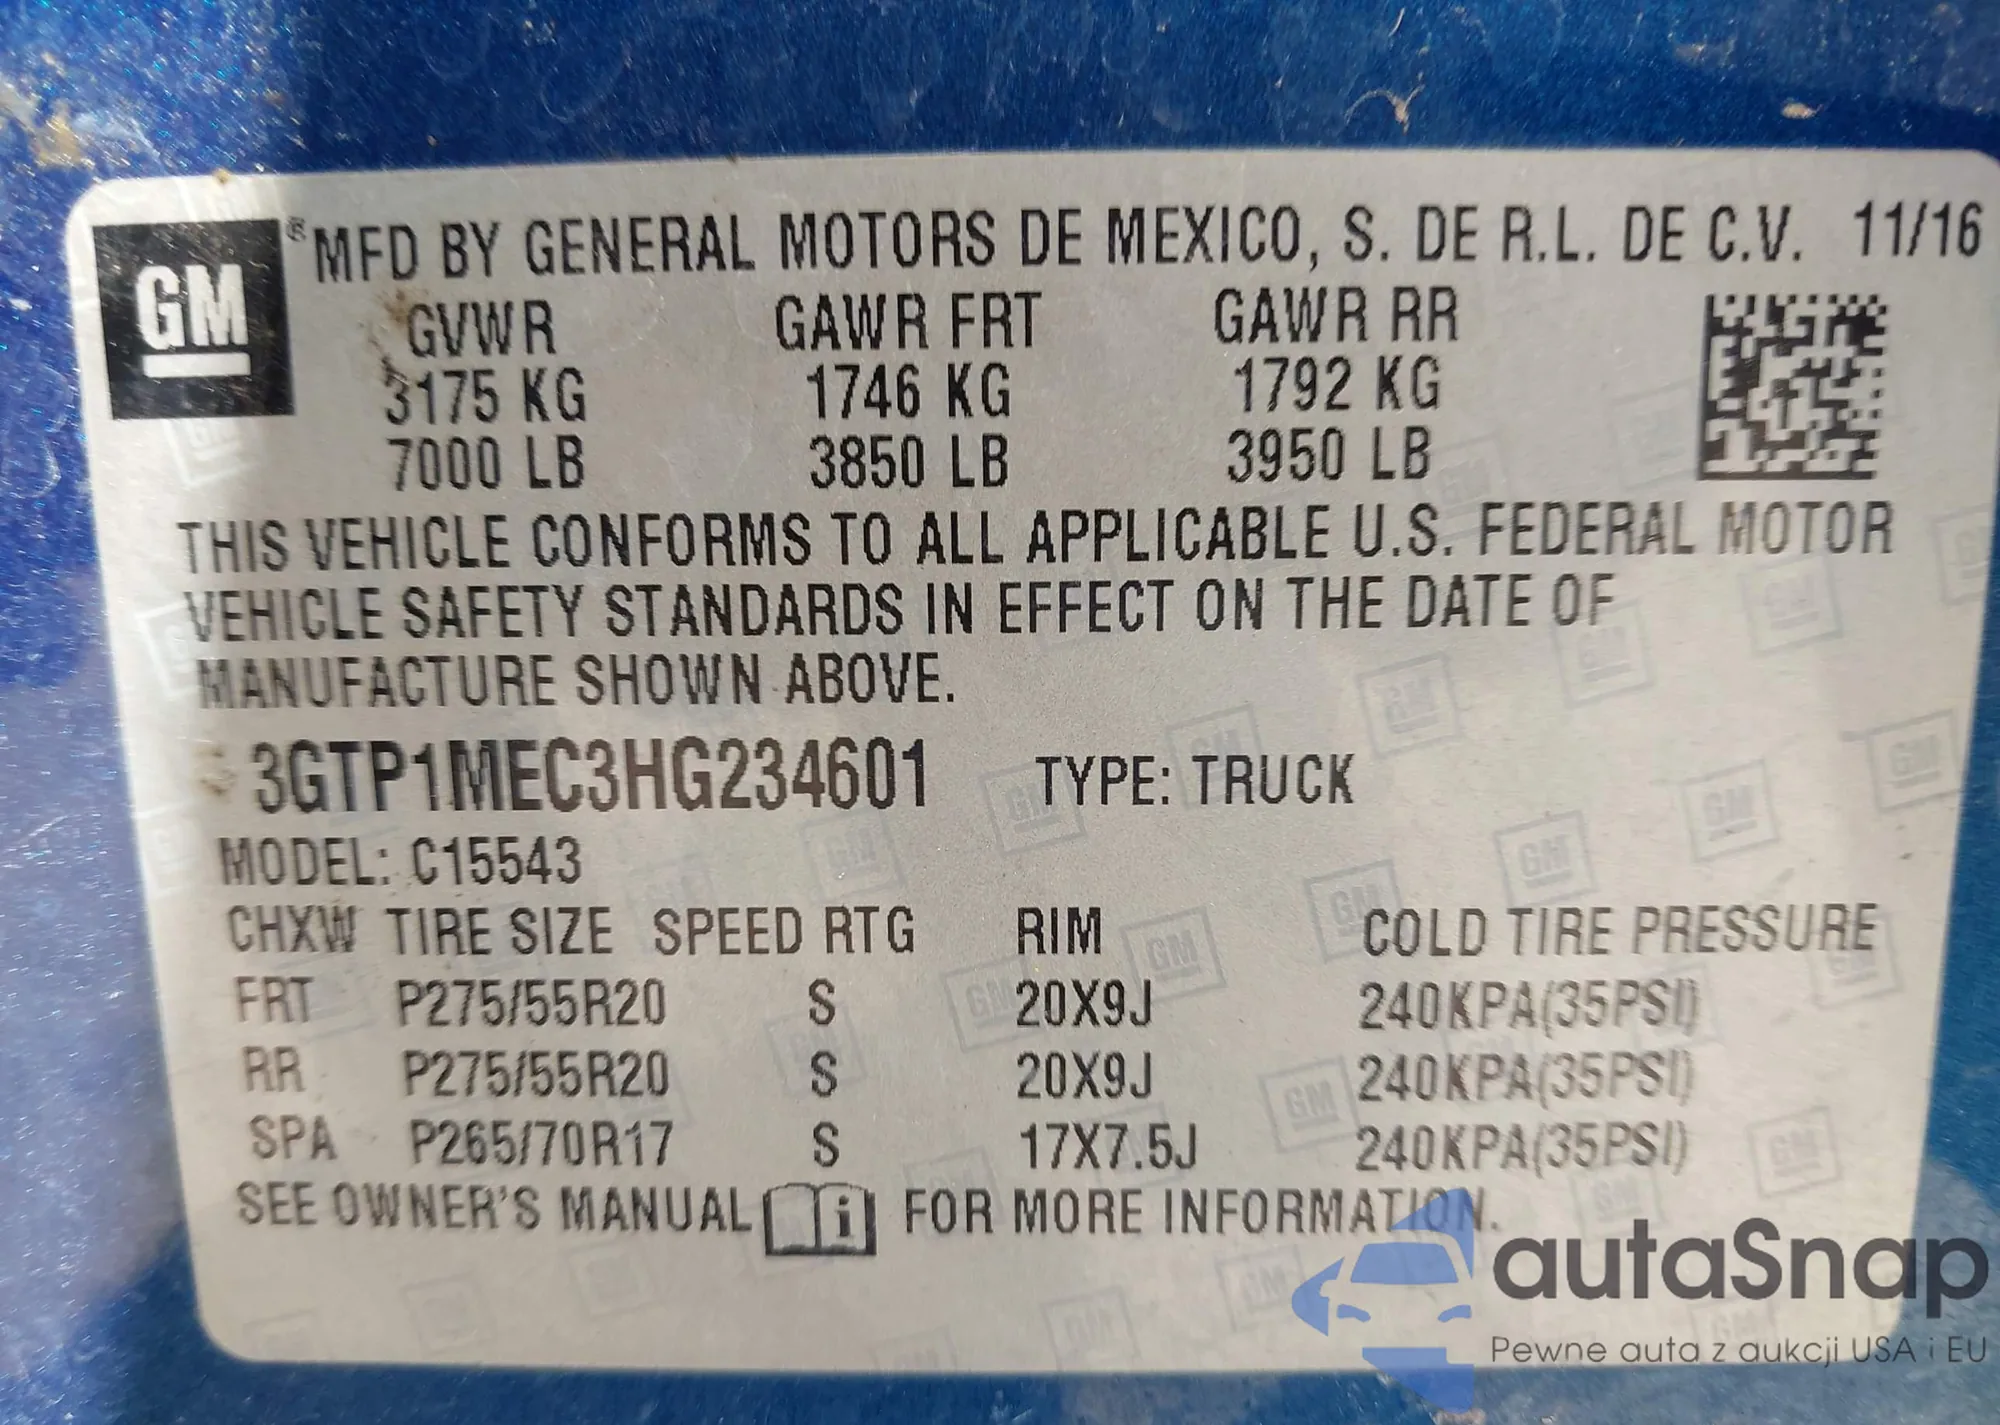 GM ® MFD BY GENERAL MOTORS DE MEXICO, S. DE R.L. DE C.V. 11/16
GVWR GAWR FRT GAWR RR
3175 KG 1746 KG 1792 KG
7000 LB 3850 LB 3950 LB
THIS VEHICLE CONFORMS TO ALL APPLICABLE U.S. FEDERAL MOTOR
VEHICLE SAFETY STANDARDS IN EFFECT ON THE DATE OF
MANUFACTURE SHOWN ABOVE.
3GTP1MEC3HG234601 TYPE: TRUCK
MODEL: C15543
CHXW TIRE SIZE SPEED RTG RIM COLD TIRE PRESSURE
FRT P275/55R20 S 20X9J 240KPA(35PSI)
RR P275/55R20 S 20X9J 240KPA(35PSI)
SPA P265/70R17 S 17X7.5J 240KPA(35PSI)
SEE OWNER'S MANUAL i FOR MORE INFORMATION.
autaSnap
Pewne auta z aukcji USA i EU